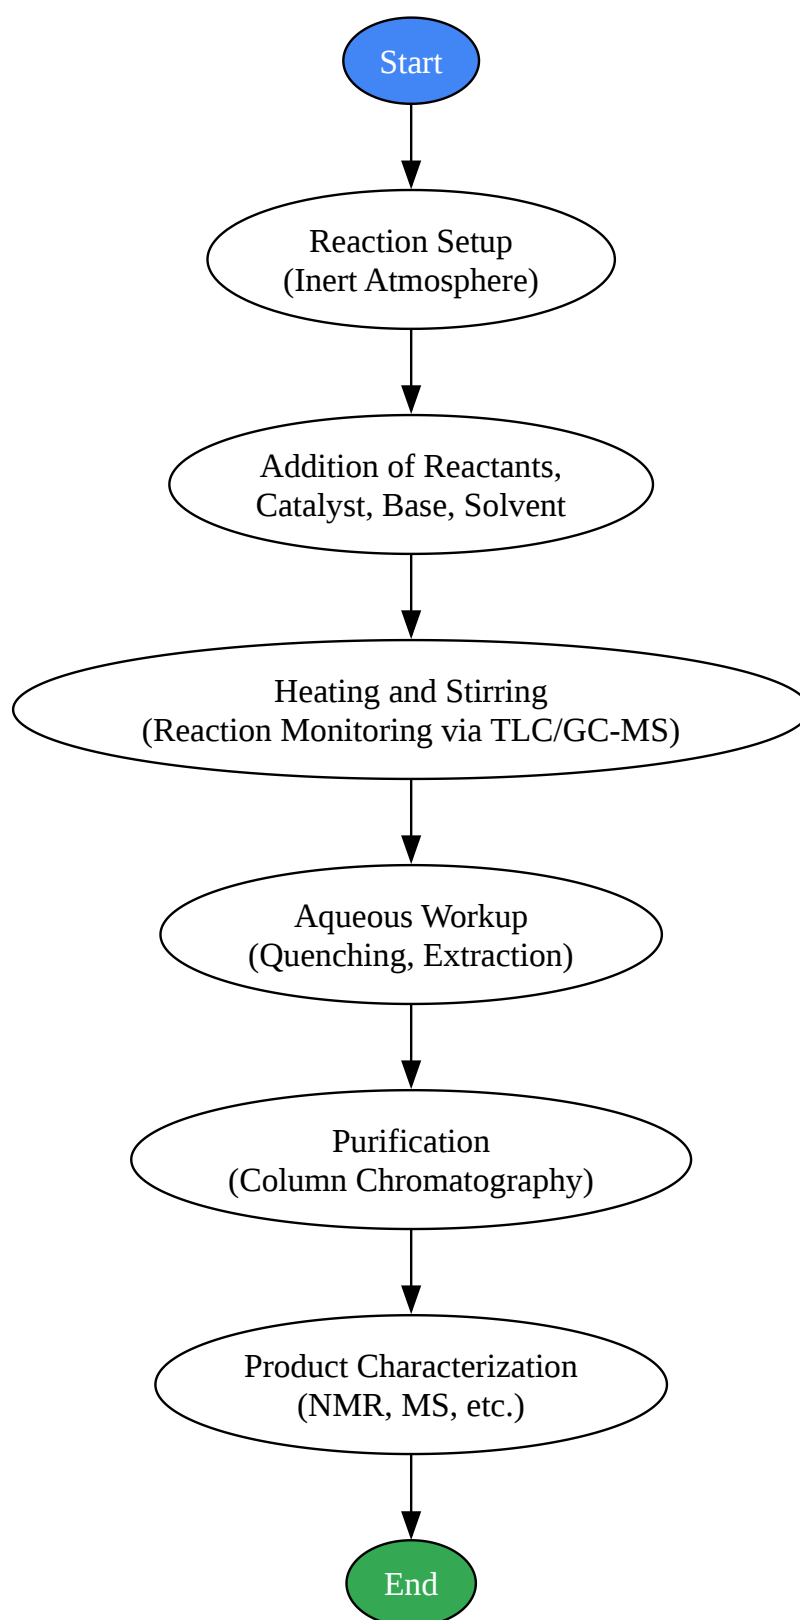 Start
Reaction Setup
(Inert Atmosphere)
Addition of Reactants,
Catalyst, Base, Solvent
Heating and Stirring
(Reaction Monitoring via TLC/GC-MS)
Aqueous Workup
(Quenching, Extraction)
Purification
(Column Chromatography)
Product Characterization
(NMR, MS, etc.)
End